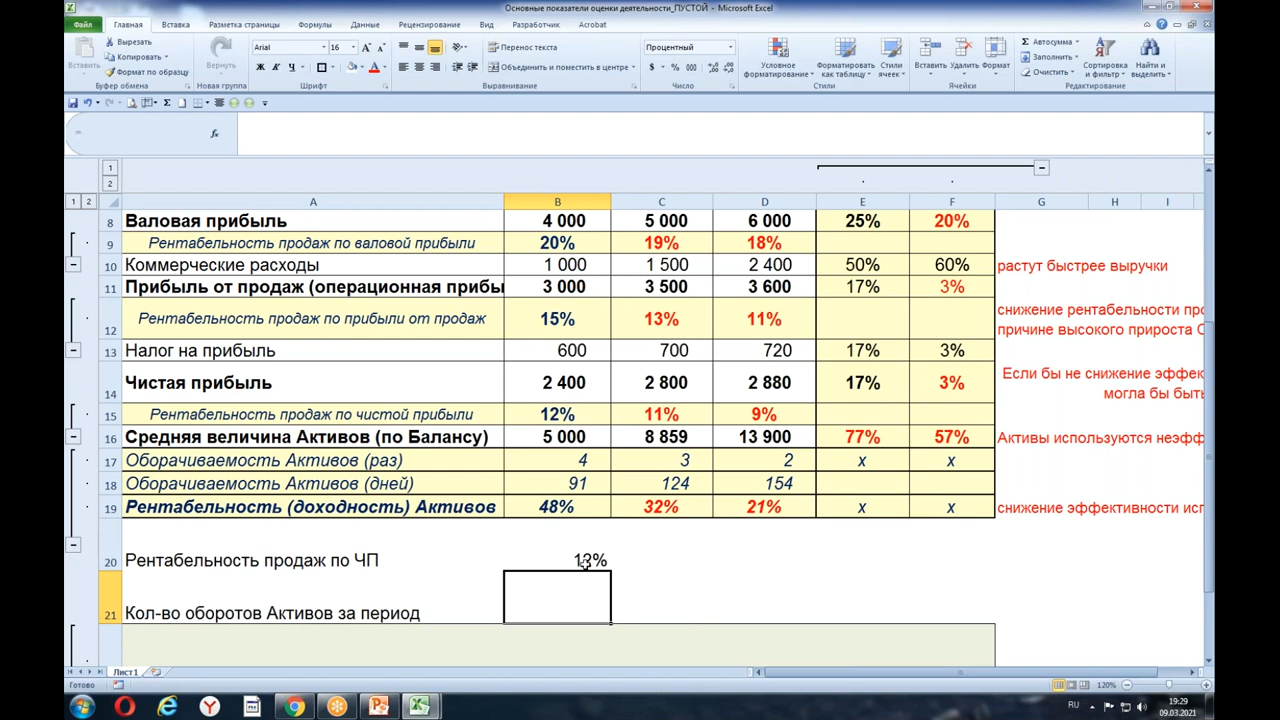 Основные показатели оценки деятельности_ПУСТОЙ - Microsoft Excel
Файл Главная Вставка Разметка страницы Формулы Данные Рецензирование Вид Разработчик Acrobat
Вставить Вырезать Копировать Формат по образцу Буфер обмена
Вернуть Новая группа
Arial 16 Ж К Ч Шрифт
Перенос текста Объединить и поместить в центре Выравнивание
Процентный % 000 Число
Условное форматирование Форматировать как таблицу Стили ячеек Стили
Вставить Удалить Формат Ячейки
Автосумма Заполнить Очистить Сортировка и фильтр Найти и выделить Редактирование
fx
1
2
1 2 A B C D E F G H I
8 Валовая прибыль 4 000 5 000 6 000 25% 20%
9 Рентабельность продаж по валовой прибыли 20% 19% 18%
10 Коммерческие расходы 1 000 1 500 2 400 50% 60% растут быстрее выручки
11 Прибыль от продаж (операционная прибы 3 000 3 500 3 600 17% 3%
12 Рентабельность продаж по прибыли от продаж 15% 13% 11% снижение рентабельности про
причине высокого прироста С
13 Налог на прибыль 600 700 720 17% 3%
14 Чистая прибыль 2 400 2 800 2 880 17% 3% Если бы не снижение эффек
могла бы быть
15 Рентабельность продаж по чистой прибыли 12% 11% 9%
16 Средняя величина Активов (по Балансу) 5 000 8 859 13 900 77% 57% Активы используются неэфф
17 Оборачиваемость Активов (раз) 4 3 2 x x
18 Оборачиваемость Активов (дней) 91 124 154
19 Рентабельность (доходность) Активов 48% 32% 21% x x снижение эффективности исп
20 Рентабельность продаж по ЧП
21 Кол-во оборотов Активов за период
Лист1
Готово 120%
RU 19:29
09.03.2021